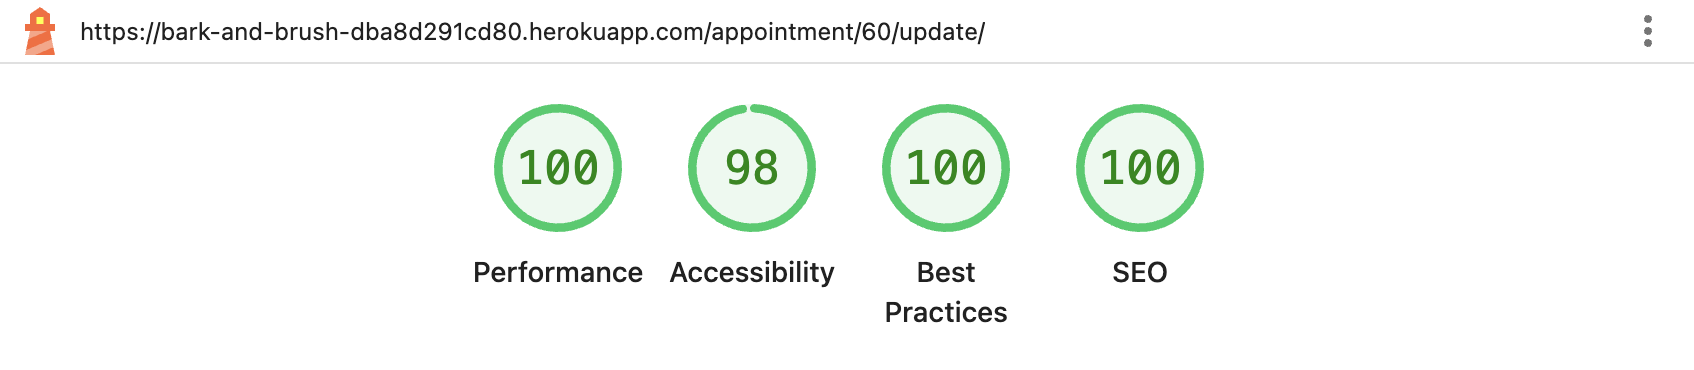 https://bark-and-brush-dba8d291cd80.herokuapp.com/appointment/60/update/
100
98
100
100
Performance
Accessibility
Best
Practices
SEO